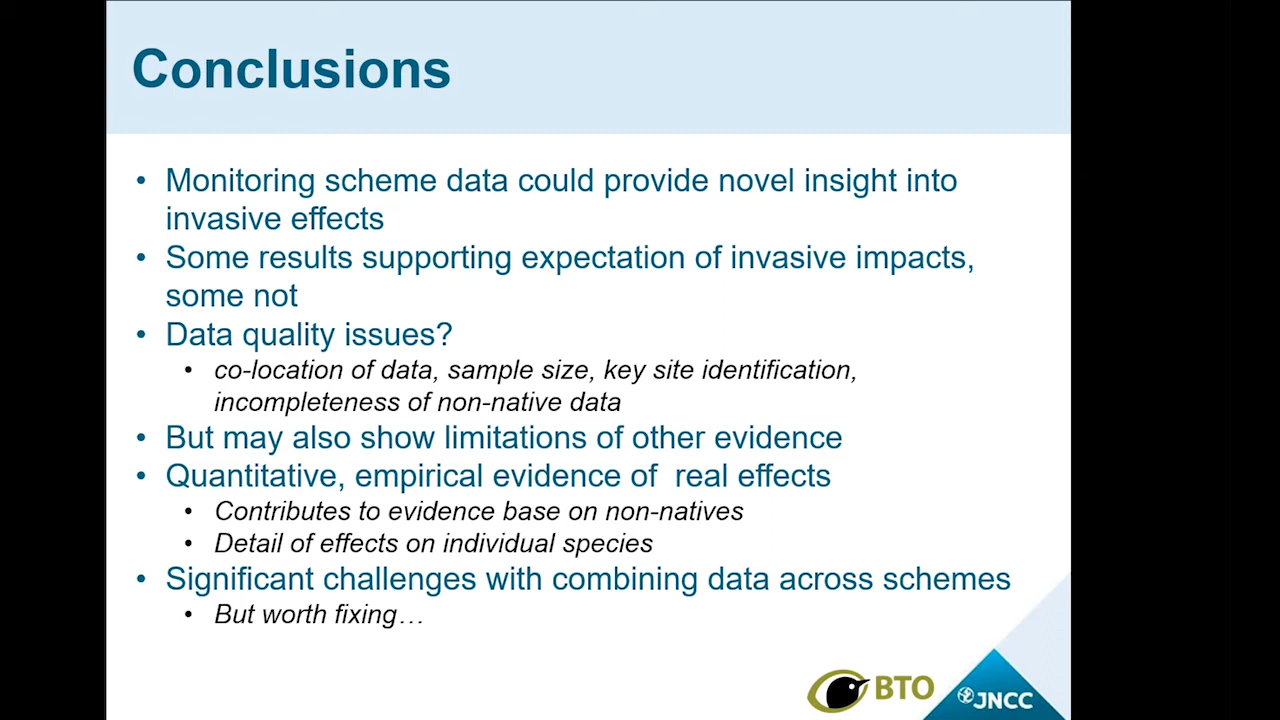 Conclusions
• Monitoring scheme data could provide novel insight into
invasive effects
• Some results supporting expectation of invasive impacts,
some not
• Data quality issues?
• co-location of data, sample size, key site identification,
incompleteness of non-native data
• But may also show limitations of other evidence
• Quantitative, empirical evidence of  real effects
• Contributes to evidence base on non-natives
• Detail of effects on individual species
• Significant challenges with combining data across schemes
• But worth fixing…
BTO
JNCC